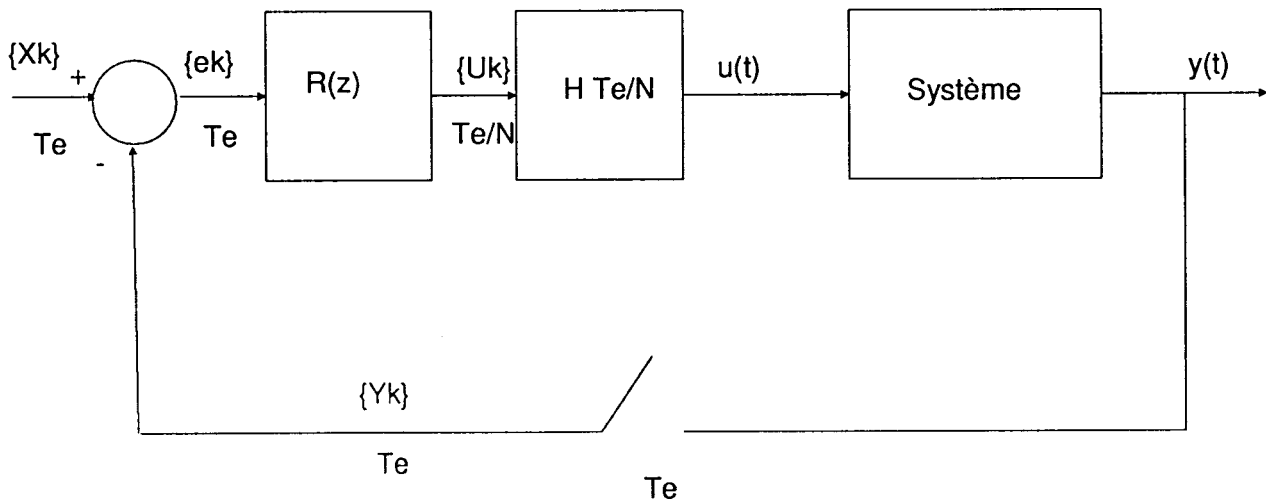 {Xk}
+
Te
-
{ek}
Te
R(z)
{Uk}
Te/N
H Te/N
u(t)
Système
y(t)
{Yk}
Te
Te